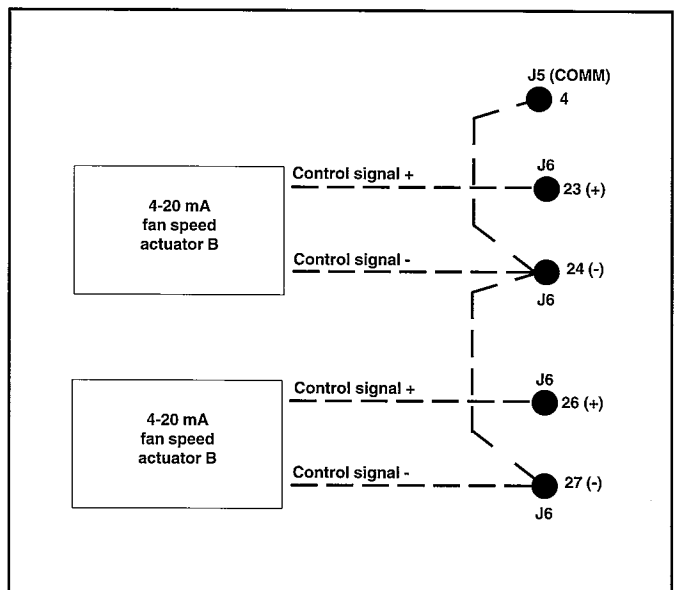 J5 (COMM)
4
Control signal +
J6
23 (+)
4-20 mA
fan speed
actuator B
Control signal -
24 (-)
J6
Control signal +
J6
26 (+)
4-20 mA
fan speed
actuator B
Control signal -
27 (-)
J6